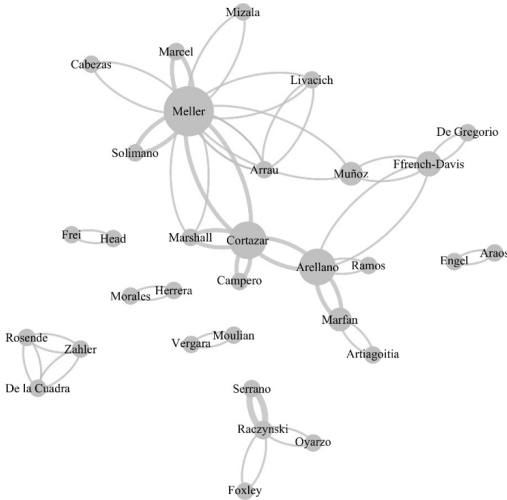 Mizala
Marcel
Cabezas
Livacich
Meller
De Gregorio
Solimano
Ffrench-Davis
Arrau
Muñoz
Frei
Head
Marshall
Cortazar
Engel
Araos
Arellano
Ramos
Campero
Morales
Herrera
Marfan
Rosende
Zahler
Vergara
Moulian
Artiagoitia
De la Cuadra
Serrano
Raczynski
Oyarzo
Foxley